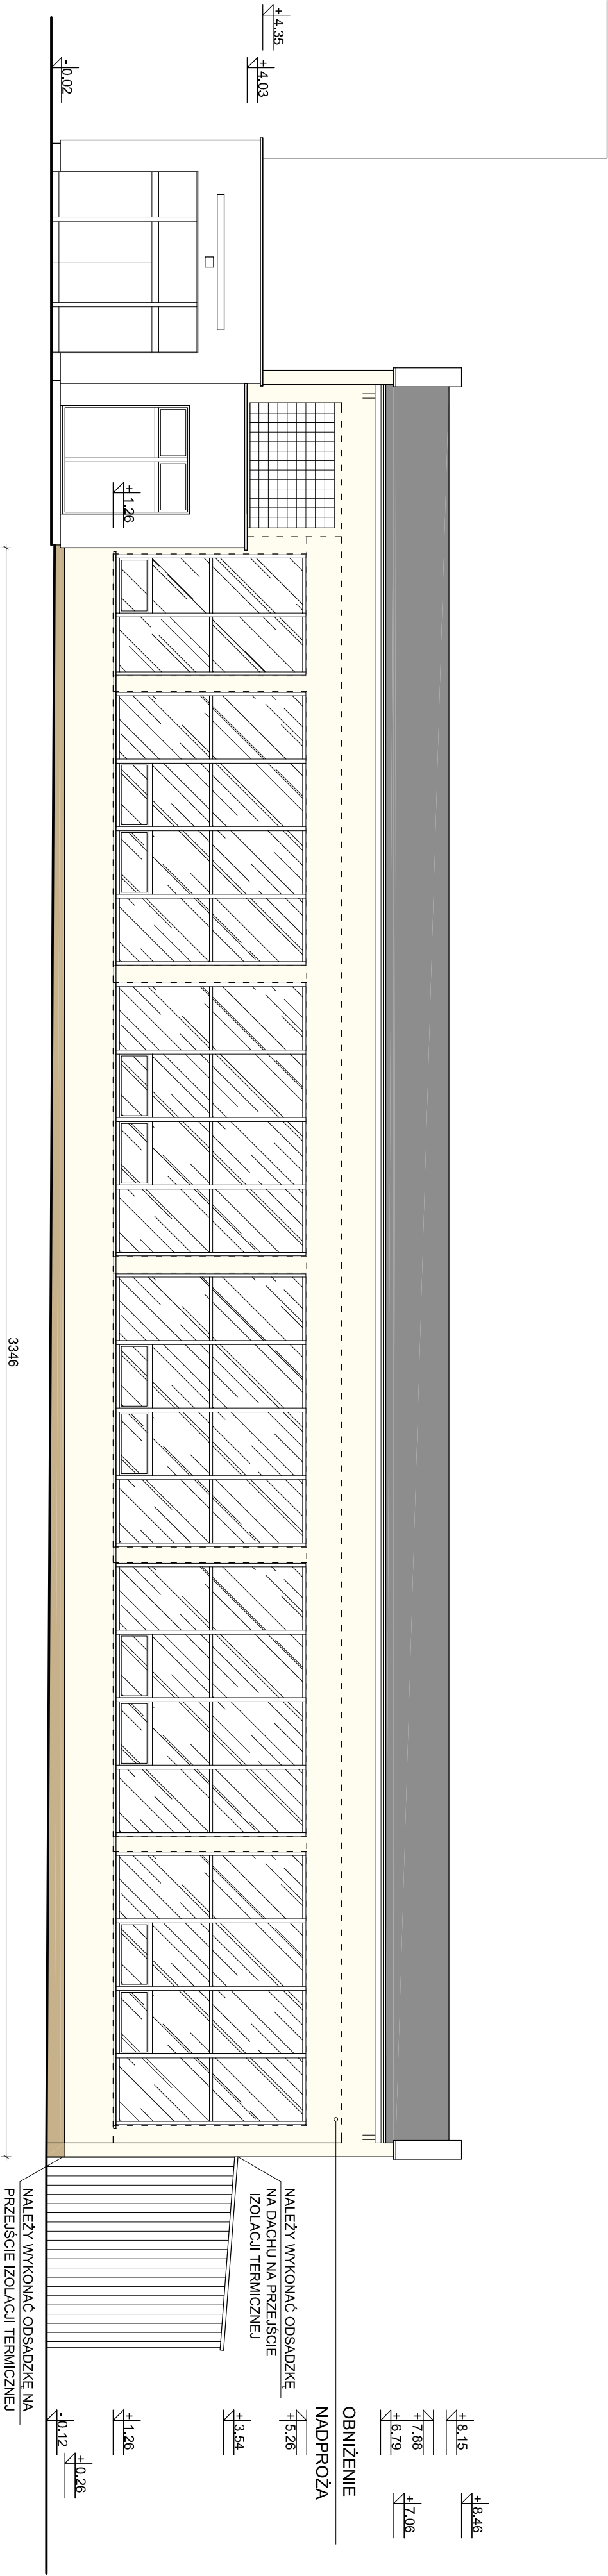 + 4.35
+ 4.03
- 0.02
+ 1.26
3346
NALEŻY WYKONAĆ ODSADZKĘ
NA DACHU NA PRZEJŚCIE
IZOLACJI TERMICZNEJ
NALEŻY WYKONAĆ ODSADZKĘ NA
PRZEJŚCIE IZOLACJI TERMICZNEJ
OBNIŻENIE
NADPROŻA
+ 8.46
+ 8.15
+ 7.88
+ 7.06
+ 6.79
+ 5.26
+ 3.54
+ 1.26
+ 0.26
- 0.12